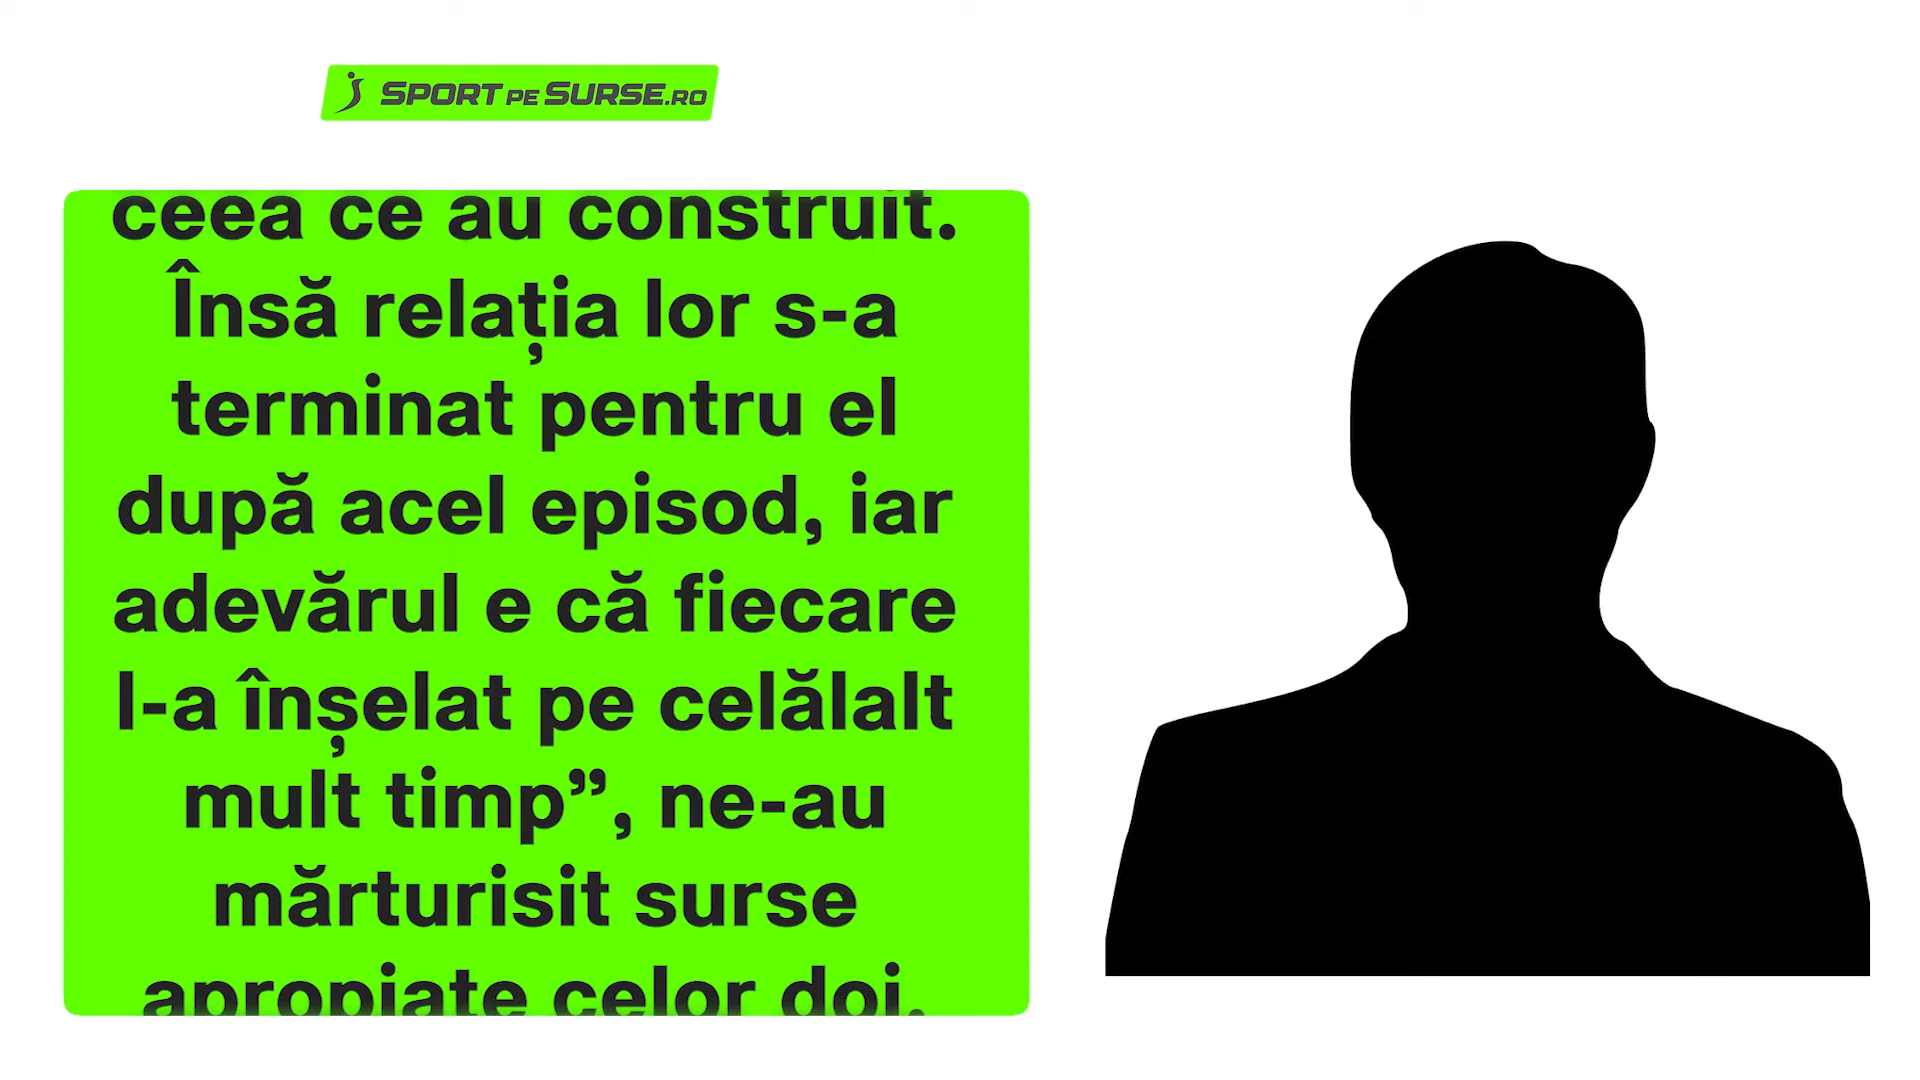 SPORT PE SURSE.RO
ceea ce au construit.
Însă relația lor s-a
terminat pentru el
după acel episod, iar
adevărul e că fiecare
l-a înșelat pe celălalt
mult timp”, ne-au
mărturisit surse
apropiate celor doi.